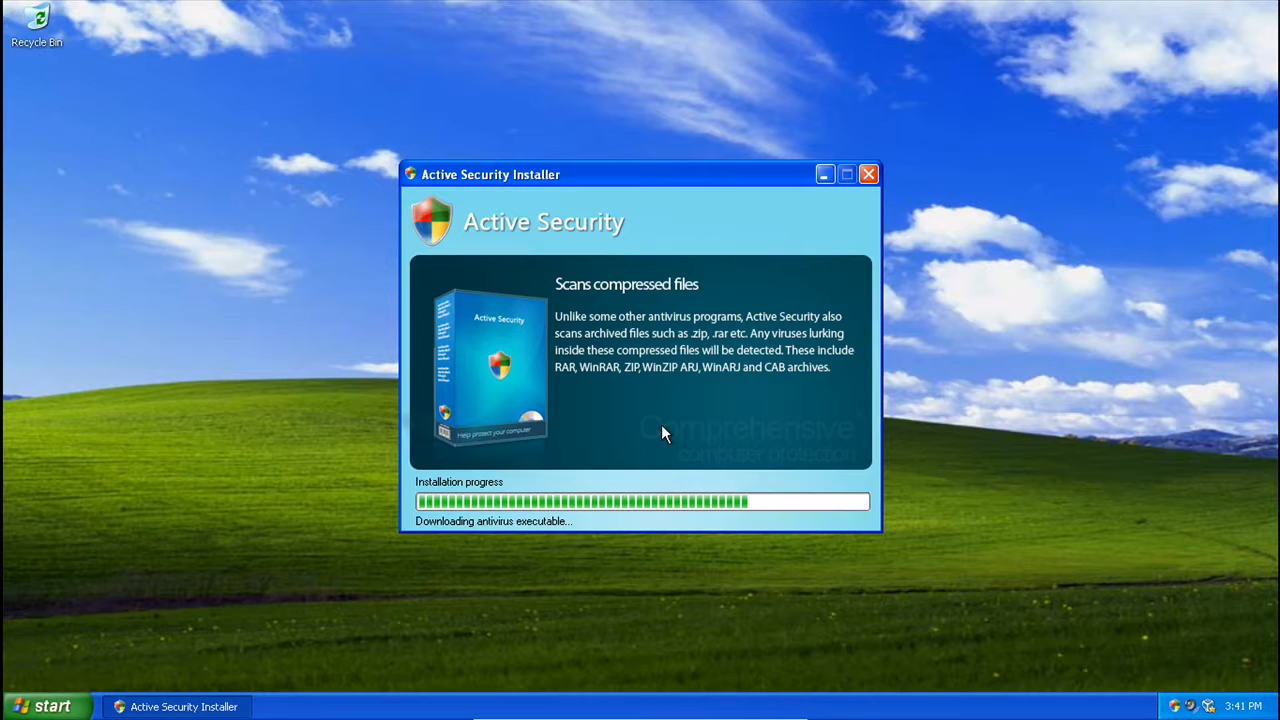 Recycle Bin
Active Security Installer
Active Security
Scans compressed files
Unlike some other antivirus programs, Active Security also
scans archived files such as .zip, .rar etc. Any viruses lurking
inside these compressed files will be detected. These include
RAR, WinRAR, ZIP, WinZIP ARJ, WinARJ and CAB archives.
Active Security
Help protect your computer
Comprehensive
computer protection
Installation progress
Downloading antivirus executable...
start
Active Security Installer
3:41 PM